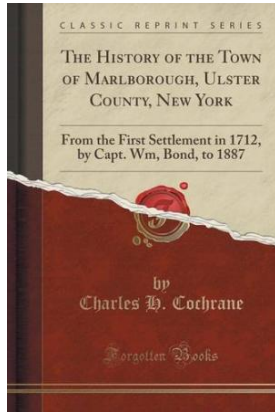 CLASSIC REPRINT SERIES
THE HISTORY OF THE TOWN
OF MARLBOROUGH, ULSTER
COUNTY, NEW YORK
From the First Settlement in 1712,
by Capt. Wm, Bond, to 1887
by
Charles H. Cochrane
Forgotten Books